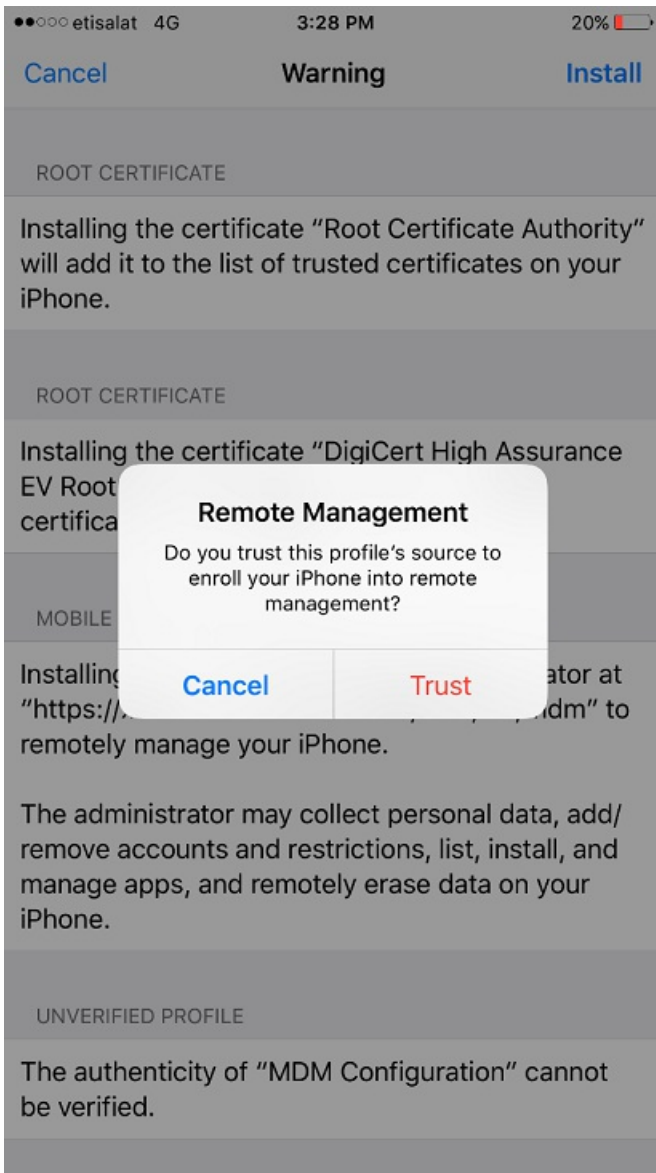 etisalat 4G 3:28 PM 20%
Cancel Warning Install
ROOT CERTIFICATE
Installing the certificate “Root Certificate Authority”
will add it to the list of trusted certificates on your
iPhone.
ROOT CERTIFICATE
Installing the certificate “DigiCert High Assurance
EV Root
Remote Management
Do you trust this profile’s source to
enroll your iPhone into remote
management?
Cancel Trust
MOBILE
Installing
“https:// to
remotely manage your iPhone.
The administrator may collect personal data, add/
remove accounts and restrictions, list, install, and
manage apps, and remotely erase data on your
iPhone.
UNVERIFIED PROFILE
The authenticity of “MDM Configuration” cannot
be verified.